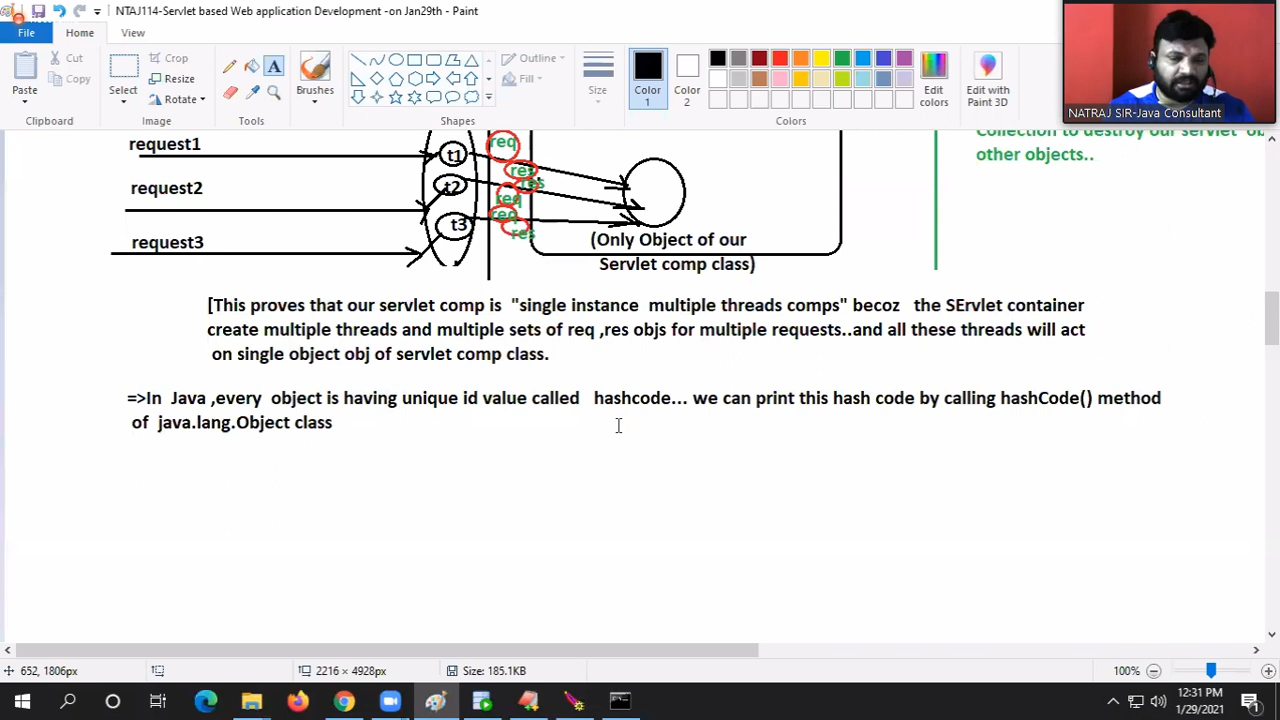 NTAJ114-Servlet based Web application Development -on Jan29th - Paint
File
Home
View
Cut
Copy
Paste
Clipboard
Select
Crop
Resize
Rotate
Image
A
Tools
Brushes
Outline
Fill
Shapes
Size
Color
1
Color
2
Edit
colors
Edit with
Paint 3D
Colors
NATRAJ SIR-Java Consultant
Collection to destroy our servlet
other objects..
request1
t1
req
res
request2
t2
res
req
request3
t3
req
res
(Only Object of our
Servlet comp class)
[This proves that our servlet comp is "single instance multiple threads comps" becoz the SErvlet container
create multiple threads and multiple sets of req ,res objs for multiple requests..and all these threads will act
on single object obj of servlet comp class.
=>In Java ,every object is having unique id value called hashcode... we can print this hash code by calling hashCode() method
of java.lang.Object class
652, 1806px
2216 × 4928px
Size: 185.1KB
100%
12:31 PM
1/29/2021